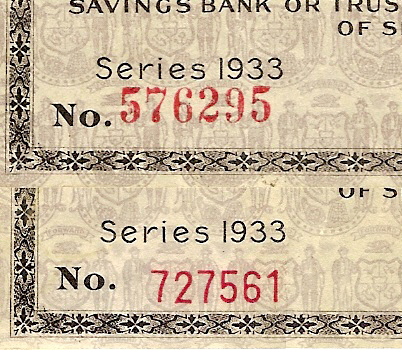 SAVINGS BANK OR TRUS
OF S
Series 1933
No. 576295
OF S
Series 1933
No. 727561